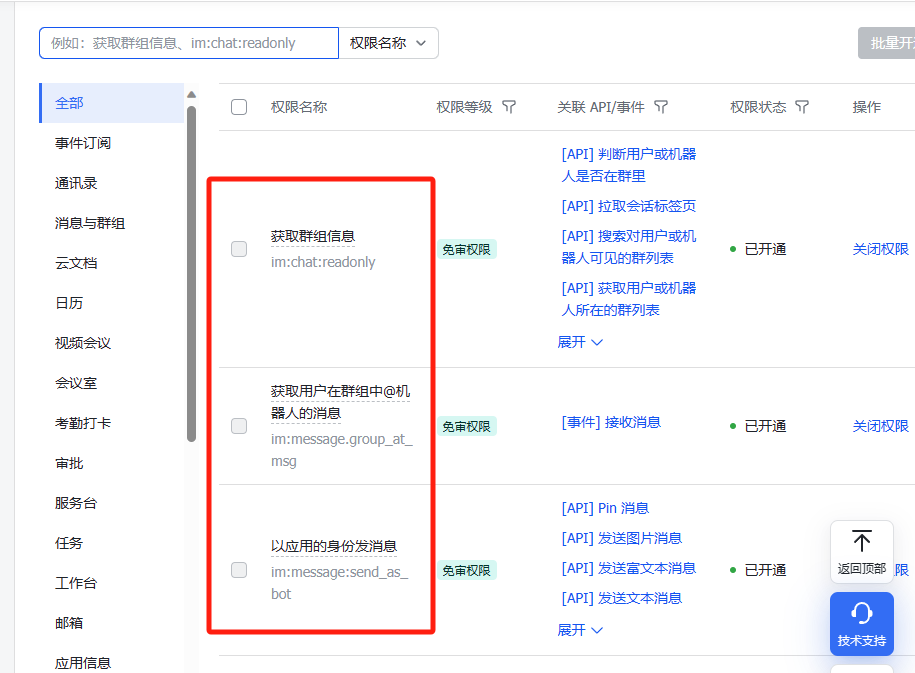 例如：获取群组信息、im:chat:readonly
权限名称
批量开
全部
事件订阅
通讯录
消息与群组
云文档
日历
视频会议
会议室
考勤打卡
审批
服务台
任务
工作台
邮箱
应用信息
权限名称
权限等级
关联 API/事件
权限状态
操作
获取群组信息
im:chat:readonly
免审权限
[API] 判断用户或机器
人是否在群里
[API] 拉取会话标签页
[API] 搜索对用户或机
器人可见的群列表
[API] 获取用户或机器
人所在的群列表
展开
已开通
关闭权限
获取用户在群组中@机
器人的消息
im:message.group_at_
msg
免审权限
[事件] 接收消息
已开通
关闭权限
以应用的身份发消息
im:message:send_as_
bot
免审权限
[API] Pin 消息
[API] 发送图片消息
[API] 发送富文本消息
[API] 发送文本消息
展开
已开通
限
返回顶部
技术支持